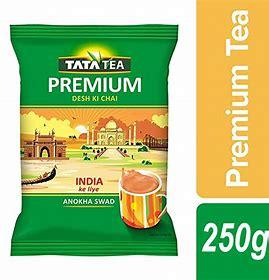 TATA TEA
PREMIUM
DESH KI CHAI
INDIA
ke liye
ANOKHA SWAD
Premium Tea
250g